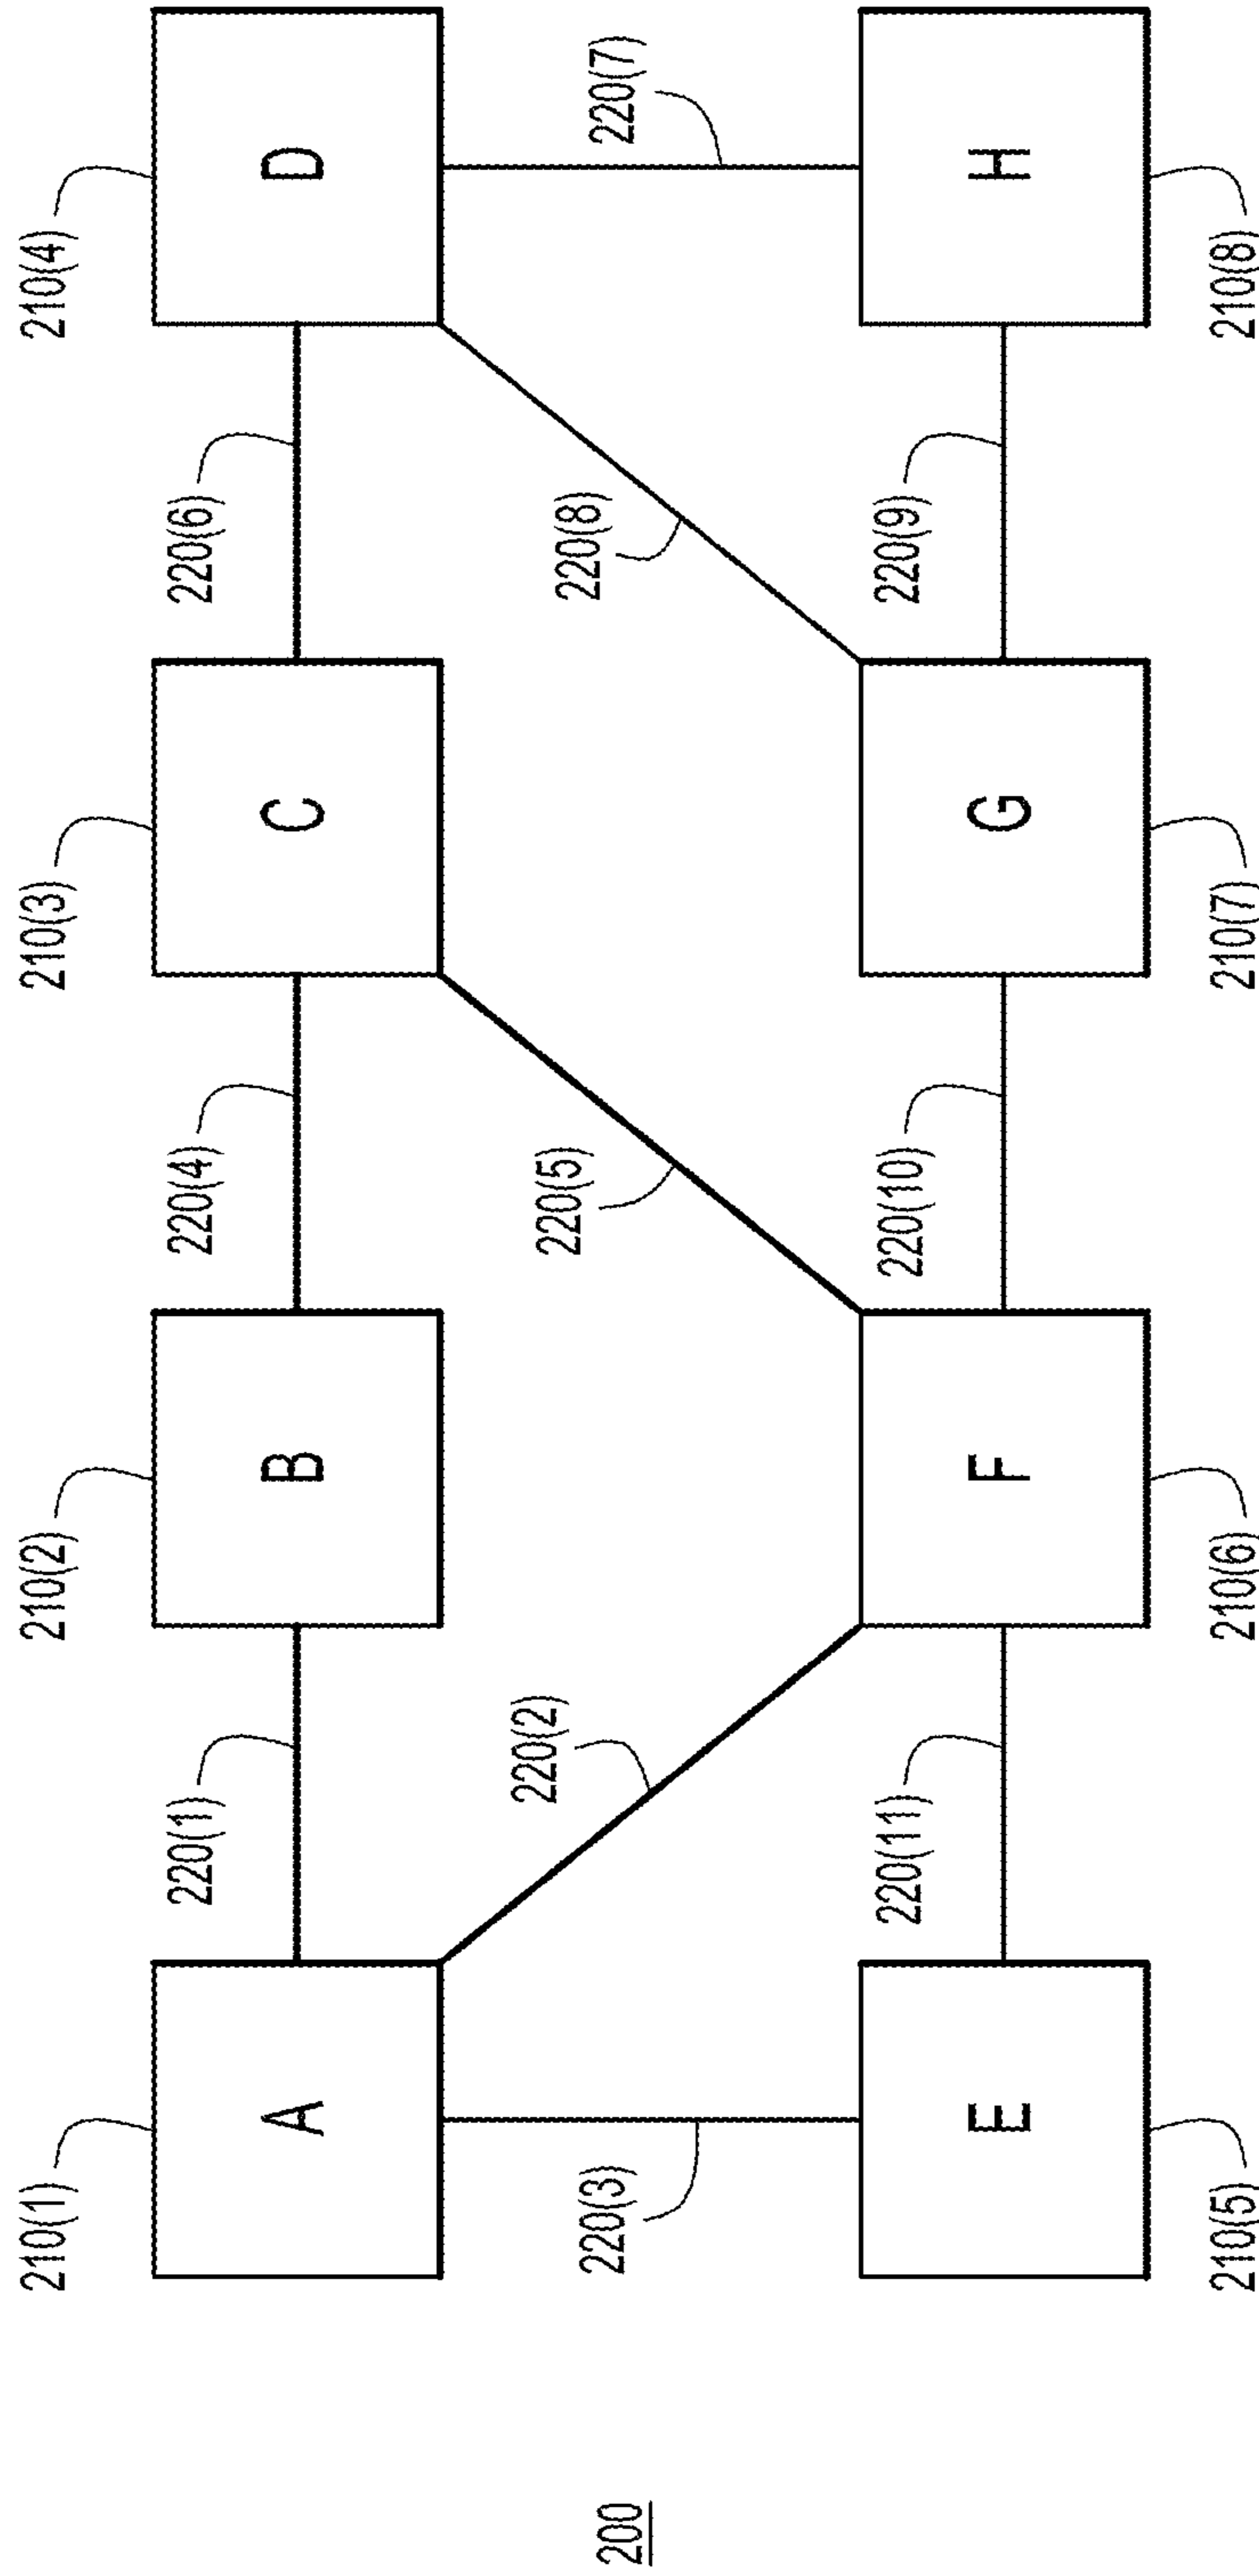 210(1)
210(2)
210(3)
210(4)
A
B
C
D
220(1)
220(4)
220(6)
220(3)
220(2)
220(5)
220(8)
220(7)
200
220(11)
220(10)
220(9)
E
F
G
H
210(5)
210(6)
210(7)
210(8)